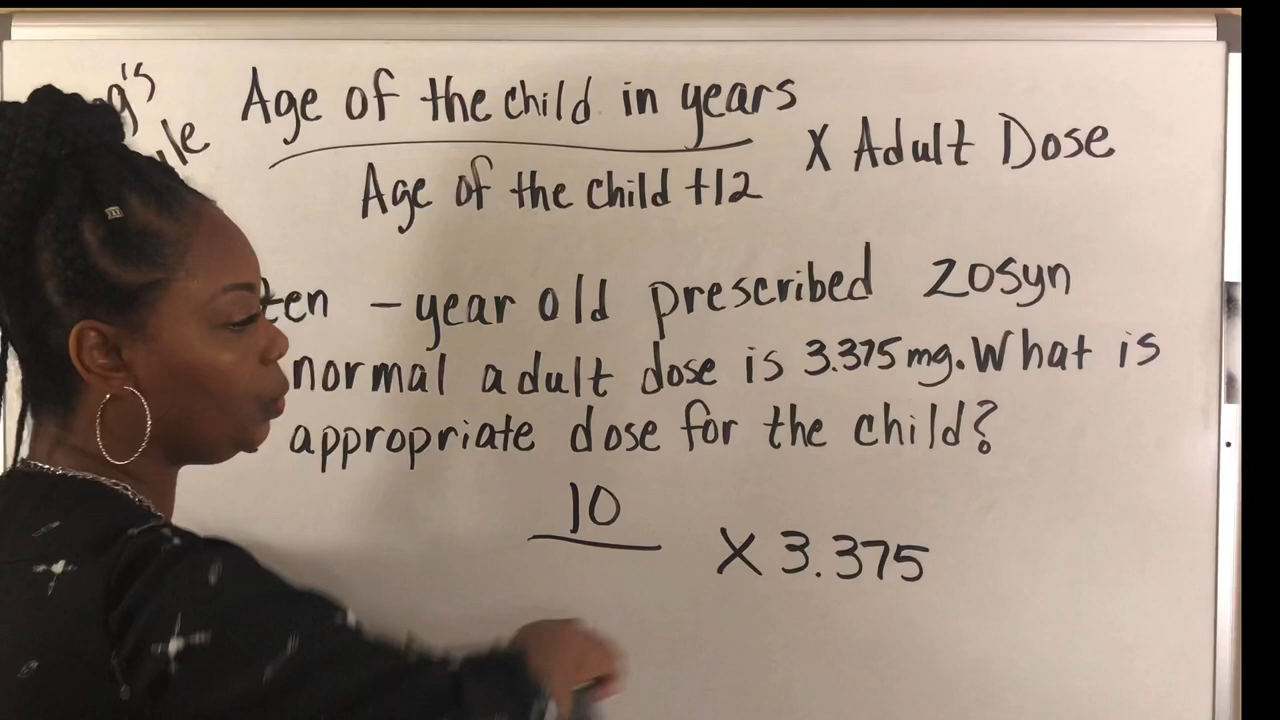 Age of the child in years
Age of the child +12
X Adult Dose
ten - year old prescribed zosyn
normal adult dose is 3.375mg. What is
appropriate dose for the child?
10
X 3.375